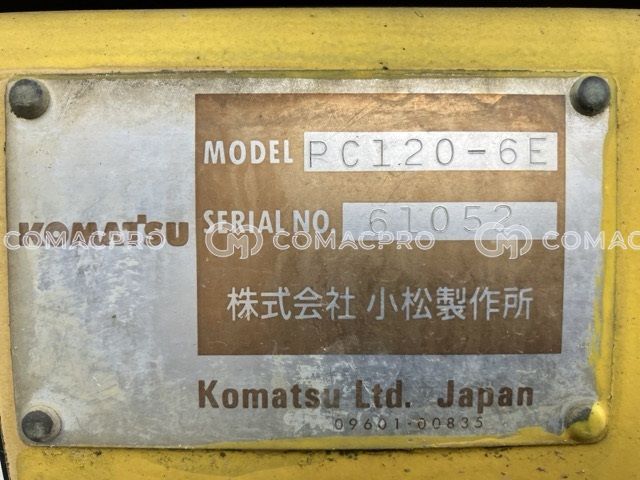 MODEL PC120-6E
KOMATSU
SERIAL NO. 61052
COMACPRO COMACPRO COMACPRO
株式会社 小松製作所
Komatsu Ltd. Japan
09601-00835